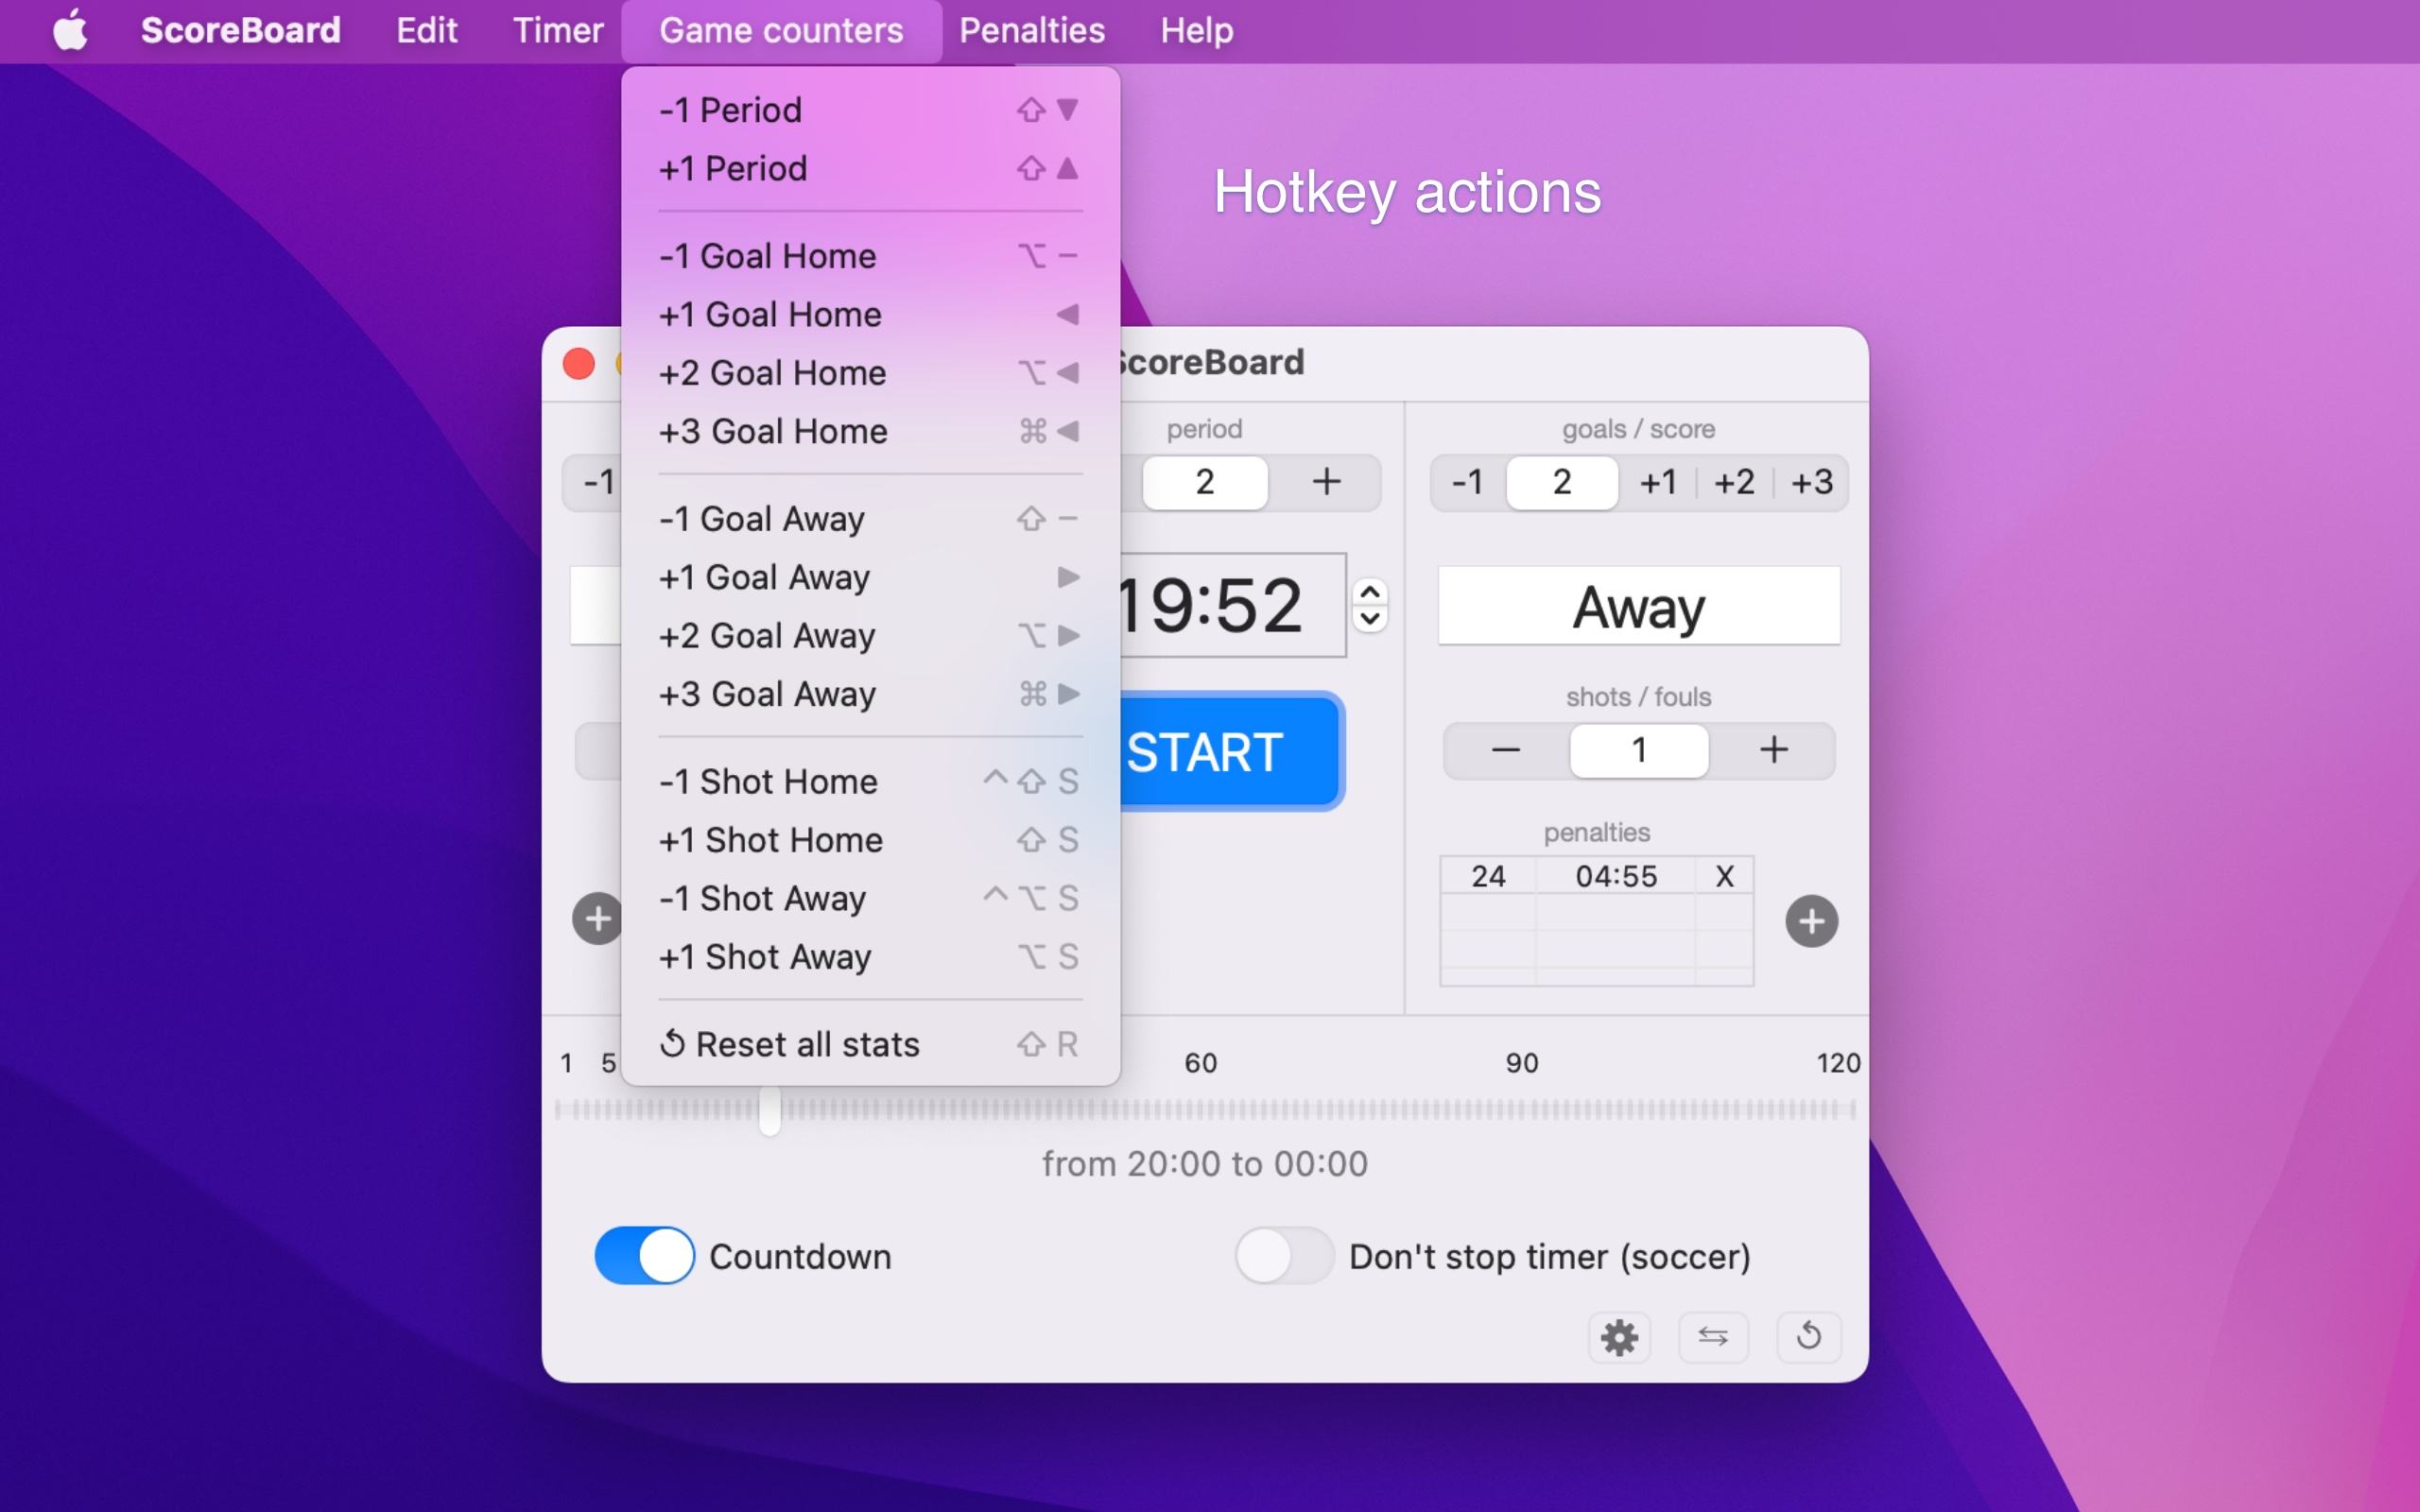 ScoreBoard Edit Timer Game counters Penalties Help
-1 Period ⇧ ▼
+1 Period ⇧ ▲
-1 Goal Home ⌥ –
+1 Goal Home ◀
+2 Goal Home ⌥ ◀
+3 Goal Home ⌘ ◀
-1 Goal Away ⇧ –
+1 Goal Away ▶
+2 Goal Away ⌥ ▶
+3 Goal Away ⌘ ▶
-1 Shot Home ^ ⇧ S
+1 Shot Home ⇧ S
-1 Shot Away ^ ⌥ S
+1 Shot Away ⌥ S
Reset all stats ⇧ R
Hotkey actions
ScoreBoard
-1
period
2 +
19:52
START
goals / score
-1 2 +1 +2 +3
Away
shots / fouls
– 1 +
penalties
24 04:55 X
1 5 60 90 120
from 20:00 to 00:00
Countdown
Don't stop timer (soccer)